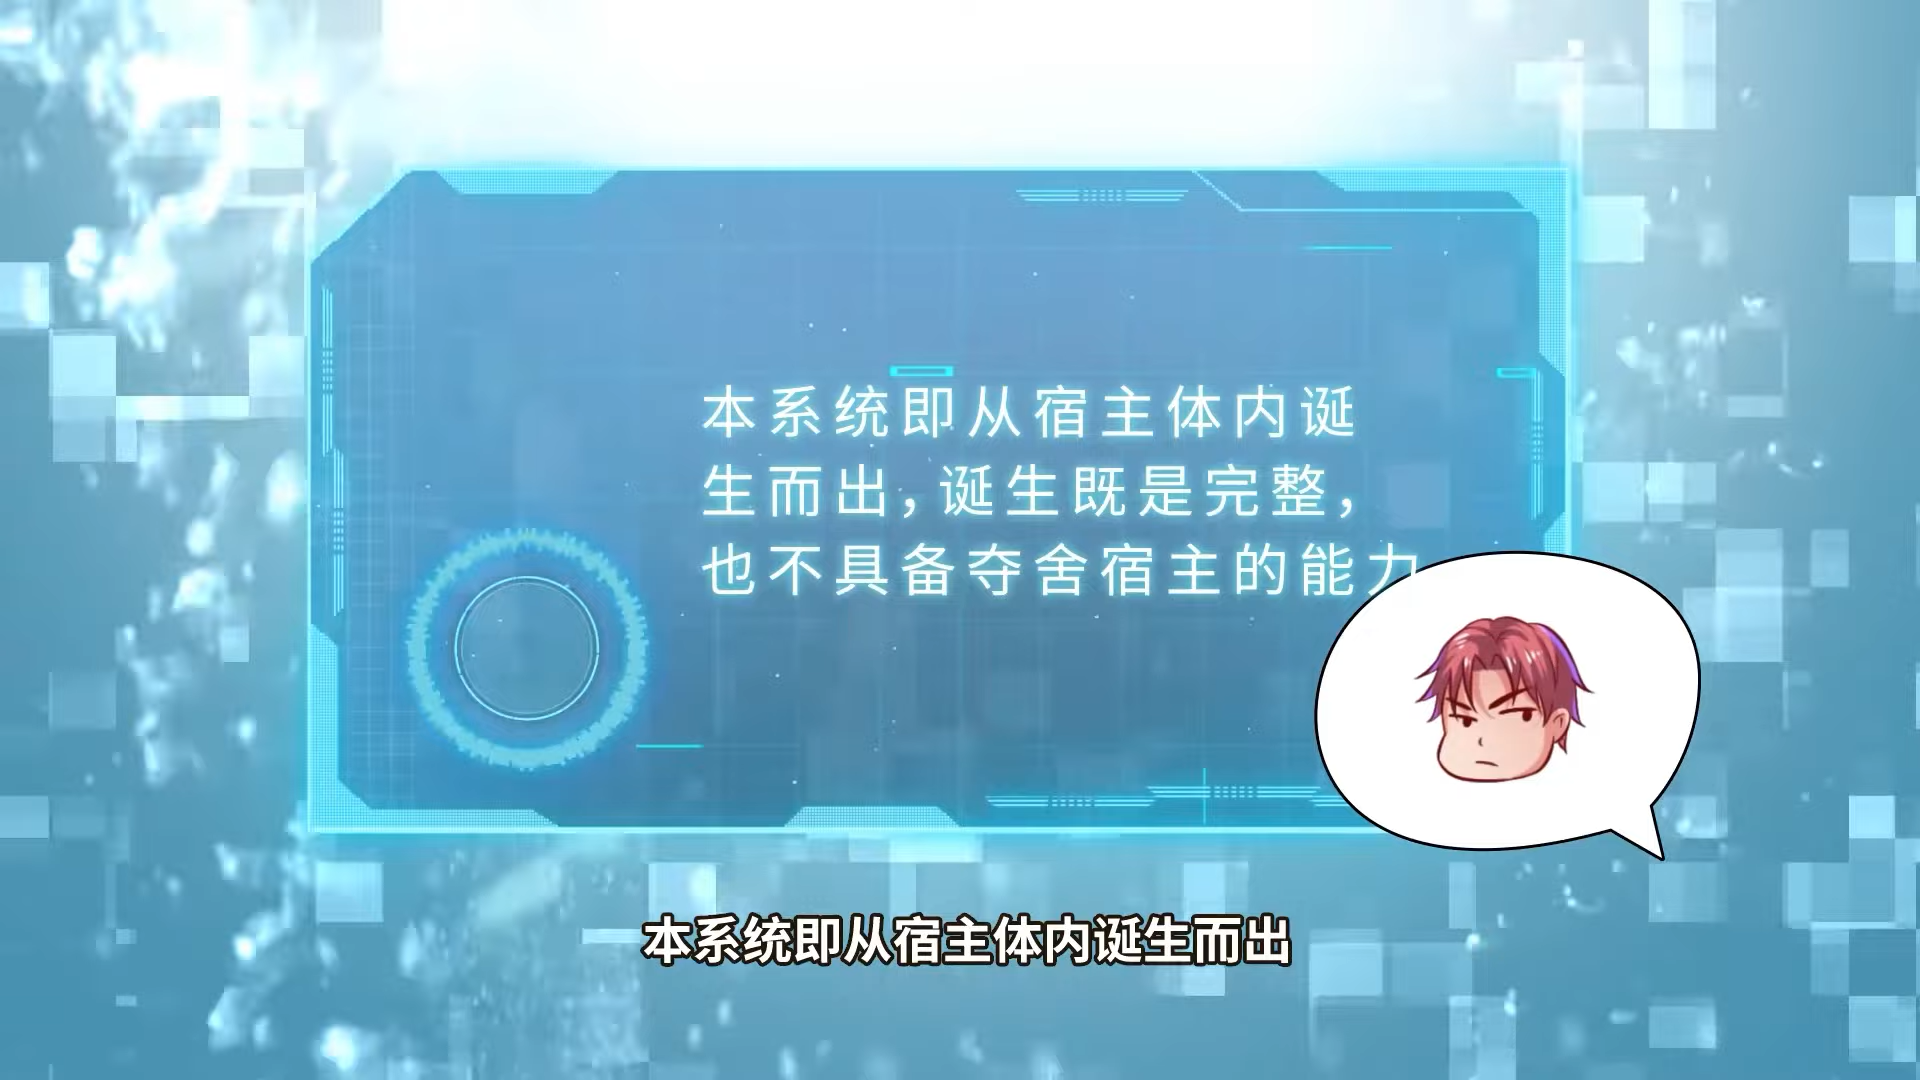 本系统即从宿主体内诞
生而出，诞生既是完整，
也不具备夺舍宿主的能力
本系统即从宿主体内诞生而出